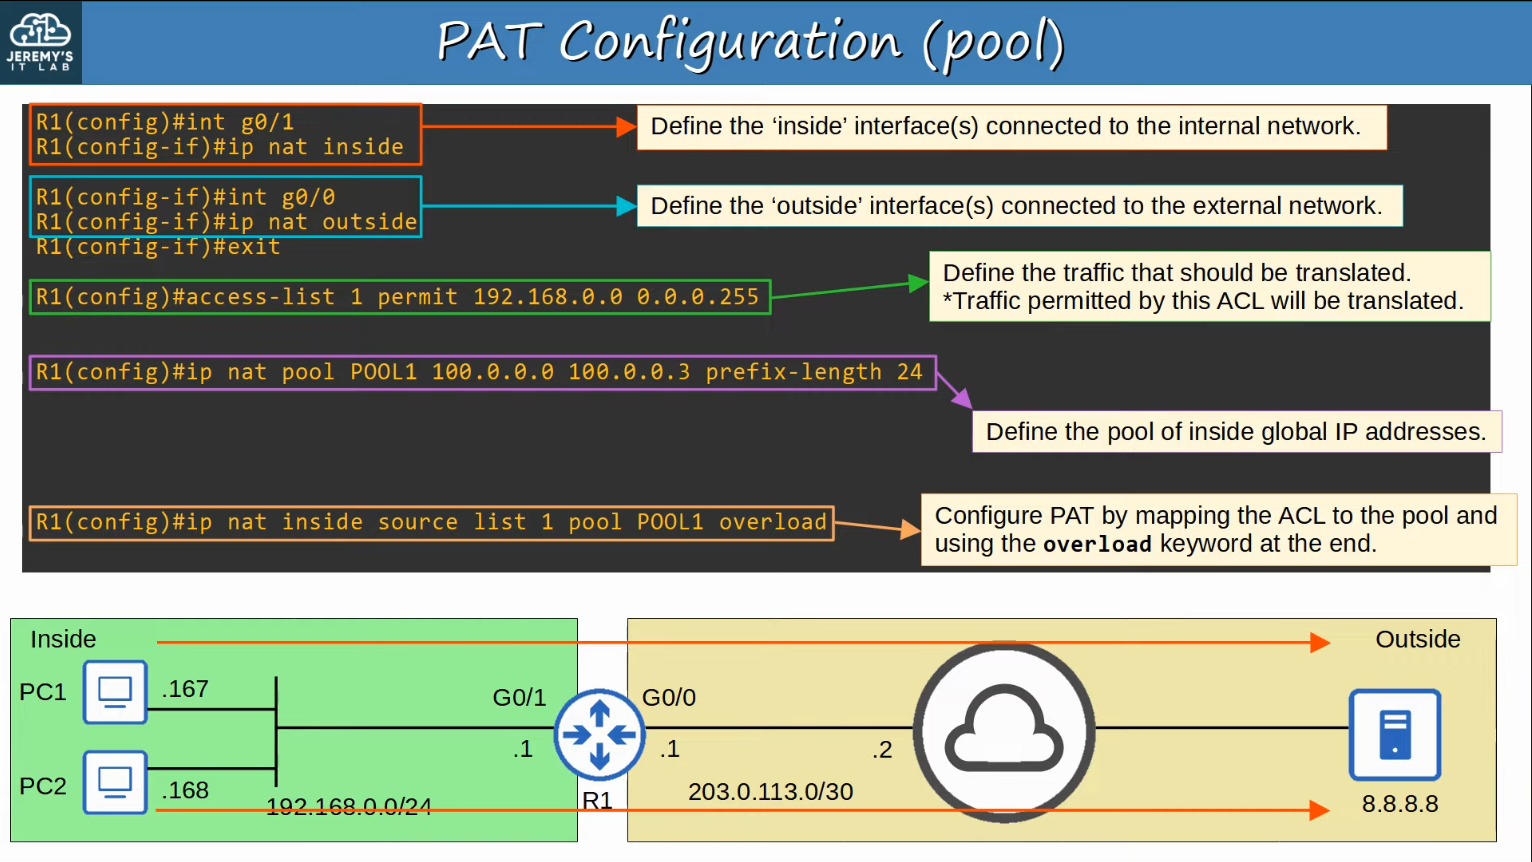 JEREMY'S
IT LAB
PAT Configuration (pool)
R1(config)#int g0/1
R1(config-if)#ip nat inside
Define the ‘inside’ interface(s) connected to the internal network.
R1(config-if)#int g0/0
R1(config-if)#ip nat outside
R1(config-if)#exit
Define the ‘outside’ interface(s) connected to the external network.
R1(config)#access-list 1 permit 192.168.0.0 0.0.0.255
Define the traffic that should be translated.
*Traffic permitted by this ACL will be translated.
R1(config)#ip nat pool POOL1 100.0.0.0 100.0.0.3 prefix-length 24
Define the pool of inside global IP addresses.
R1(config)#ip nat inside source list 1 pool POOL1 overload
Configure PAT by mapping the ACL to the pool and
using the overload keyword at the end.
Inside
Outside
PC1
.167
G0/1
G0/0
.1
.1
.2
PC2
.168
192.168.0.0/24
R1
203.0.113.0/30
8.8.8.8